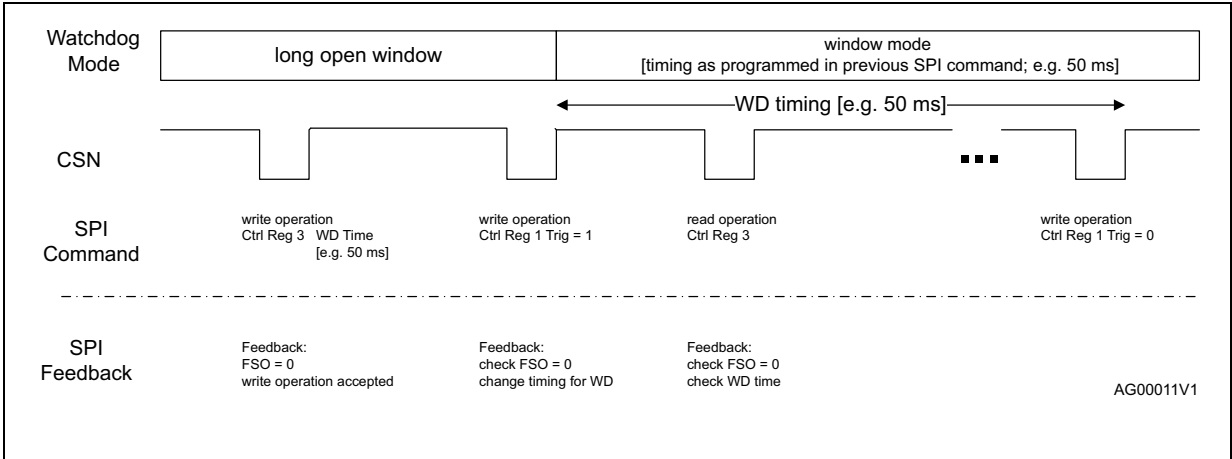 Watchdog
Mode
long open window
window mode
[timing as programmed in previous SPI command; e.g. 50 ms]
WD timing [e.g. 50 ms]
CSN
SPI
Command
write operation
Ctrl Reg 3 WD Time
[e.g. 50 ms]
write operation
Ctrl Reg 1 Trig = 1
read operation
Ctrl Reg 3
write operation
Ctrl Reg 1 Trig = 0
SPI
Feedback
Feedback:
FSO = 0
write operation accepted
Feedback:
check FSO = 0
change timing for WD
Feedback:
check FSO = 0
check WD time
AG00011V1